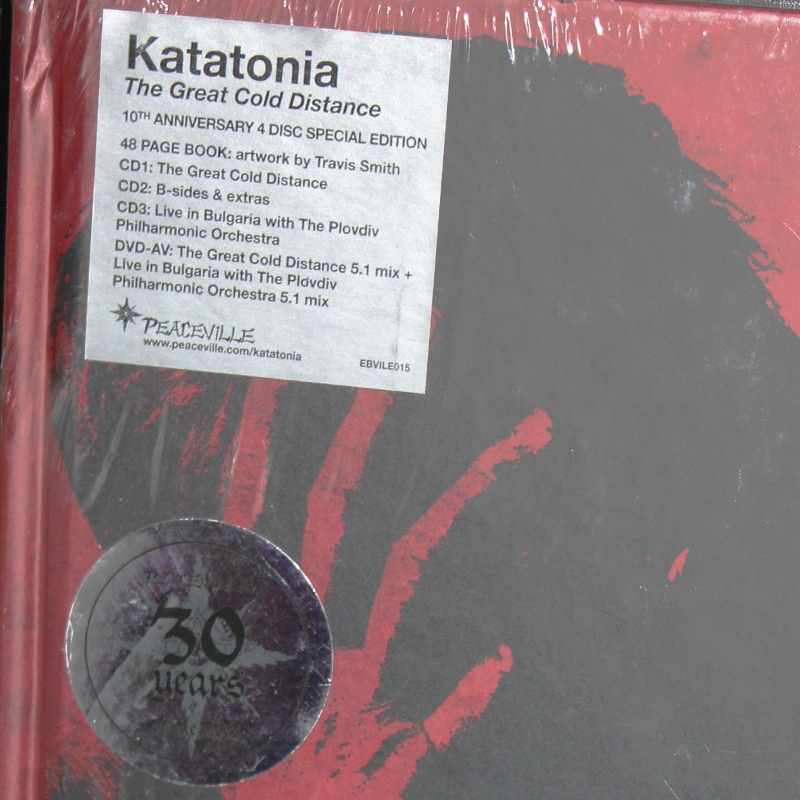 Katatonia
The Great Cold Distance
10TH ANNIVERSARY 4 DISC SPECIAL EDITION
48 PAGE BOOK: artwork by Travis Smith
CD1: The Great Cold Distance
CD2: B-sides & extras
CD3: Live in Bulgaria with The Plovdiv
Philharmonic Orchestra
DVD-AV: The Great Cold Distance 5.1 mix +
Live in Bulgaria with The Plovdiv
Philharmonic Orchestra 5.1 mix
PEACEVILLE
www.peaceville.com/katatonia
EBVILE015
PEACEVILLE
30
years